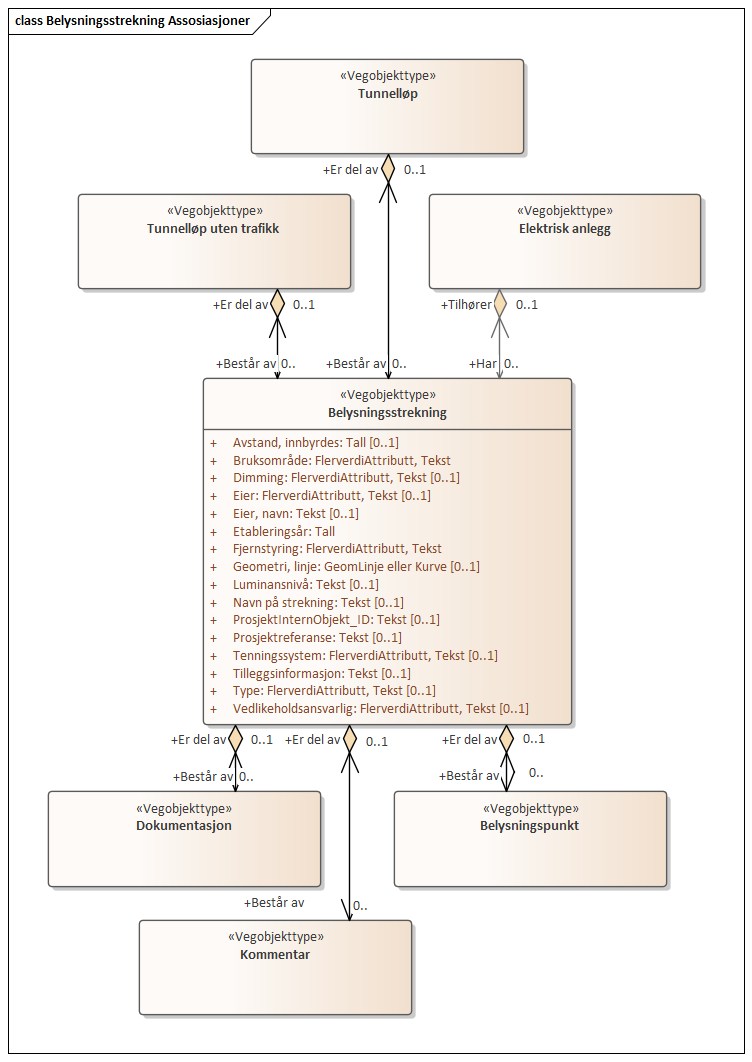 class Belysningsstrekning Assosiasjoner
«Vegobjekttype»
Tunnelløp
+Er del av 0..1
«Vegobjekttype»
Tunnelløp uten trafikk
«Vegobjekttype»
Elektrisk anlegg
+Er del av 0..1
+Tilhører 0..1
+Består av 0..
+Består av 0..
+Har 0..
«Vegobjekttype»
Belysningsstrekning
+ Avstand, innbyrdes: Tall [0..1]
+ Bruksområde: FlerverdiAttributt, Tekst
+ Dimming: FlerverdiAttributt, Tekst [0..1]
+ Eier: FlerverdiAttributt, Tekst [0..1]
+ Eier, navn: Tekst [0..1]
+ Etableringsår: Tall
+ Fjernstyring: FlerverdiAttributt, Tekst
+ Geometri, linje: GeomLinje eller Kurve [0..1]
+ Luminansnivå: Tekst [0..1]
+ Navn på strekning: Tekst [0..1]
+ ProsjektInternObjekt_ID: Tekst [0..1]
+ Prosjektreferanse: Tekst [0..1]
+ Tenningssystem: FlerverdiAttributt, Tekst [0..1]
+ Tilleggsinformasjon: Tekst [0..1]
+ Type: FlerverdiAttributt, Tekst [0..1]
+ Vedlikeholdsansvarlig: FlerverdiAttributt, Tekst [0..1]
+Er del av 0..1
+Er del av 0..1
+Er del av 0..1
+Består av 0..
+Består av 0..
«Vegobjekttype»
Dokumentasjon
«Vegobjekttype»
Belysningspunkt
+Består av 0..
«Vegobjekttype»
Kommentar